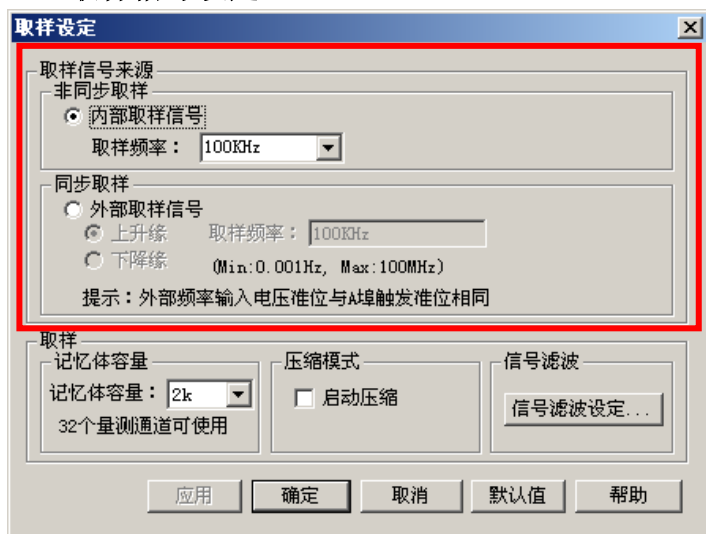 取样设定
取样信号来源
非同步取样
内部取样信号
取样频率： 100KHz
同步取样
外部取样信号
上升缘 取样频率： 100KHz
下降缘 (Min:0.001Hz, Max:100MHz)
提示：外部频率输入电压准位与A埠触发准位相同
取样
记忆体容量 压缩模式 信号滤波
记忆体容量： 2k 启动压缩 信号滤波设定...
32个量测通道可使用
应用 确定 取消 默认值 帮助